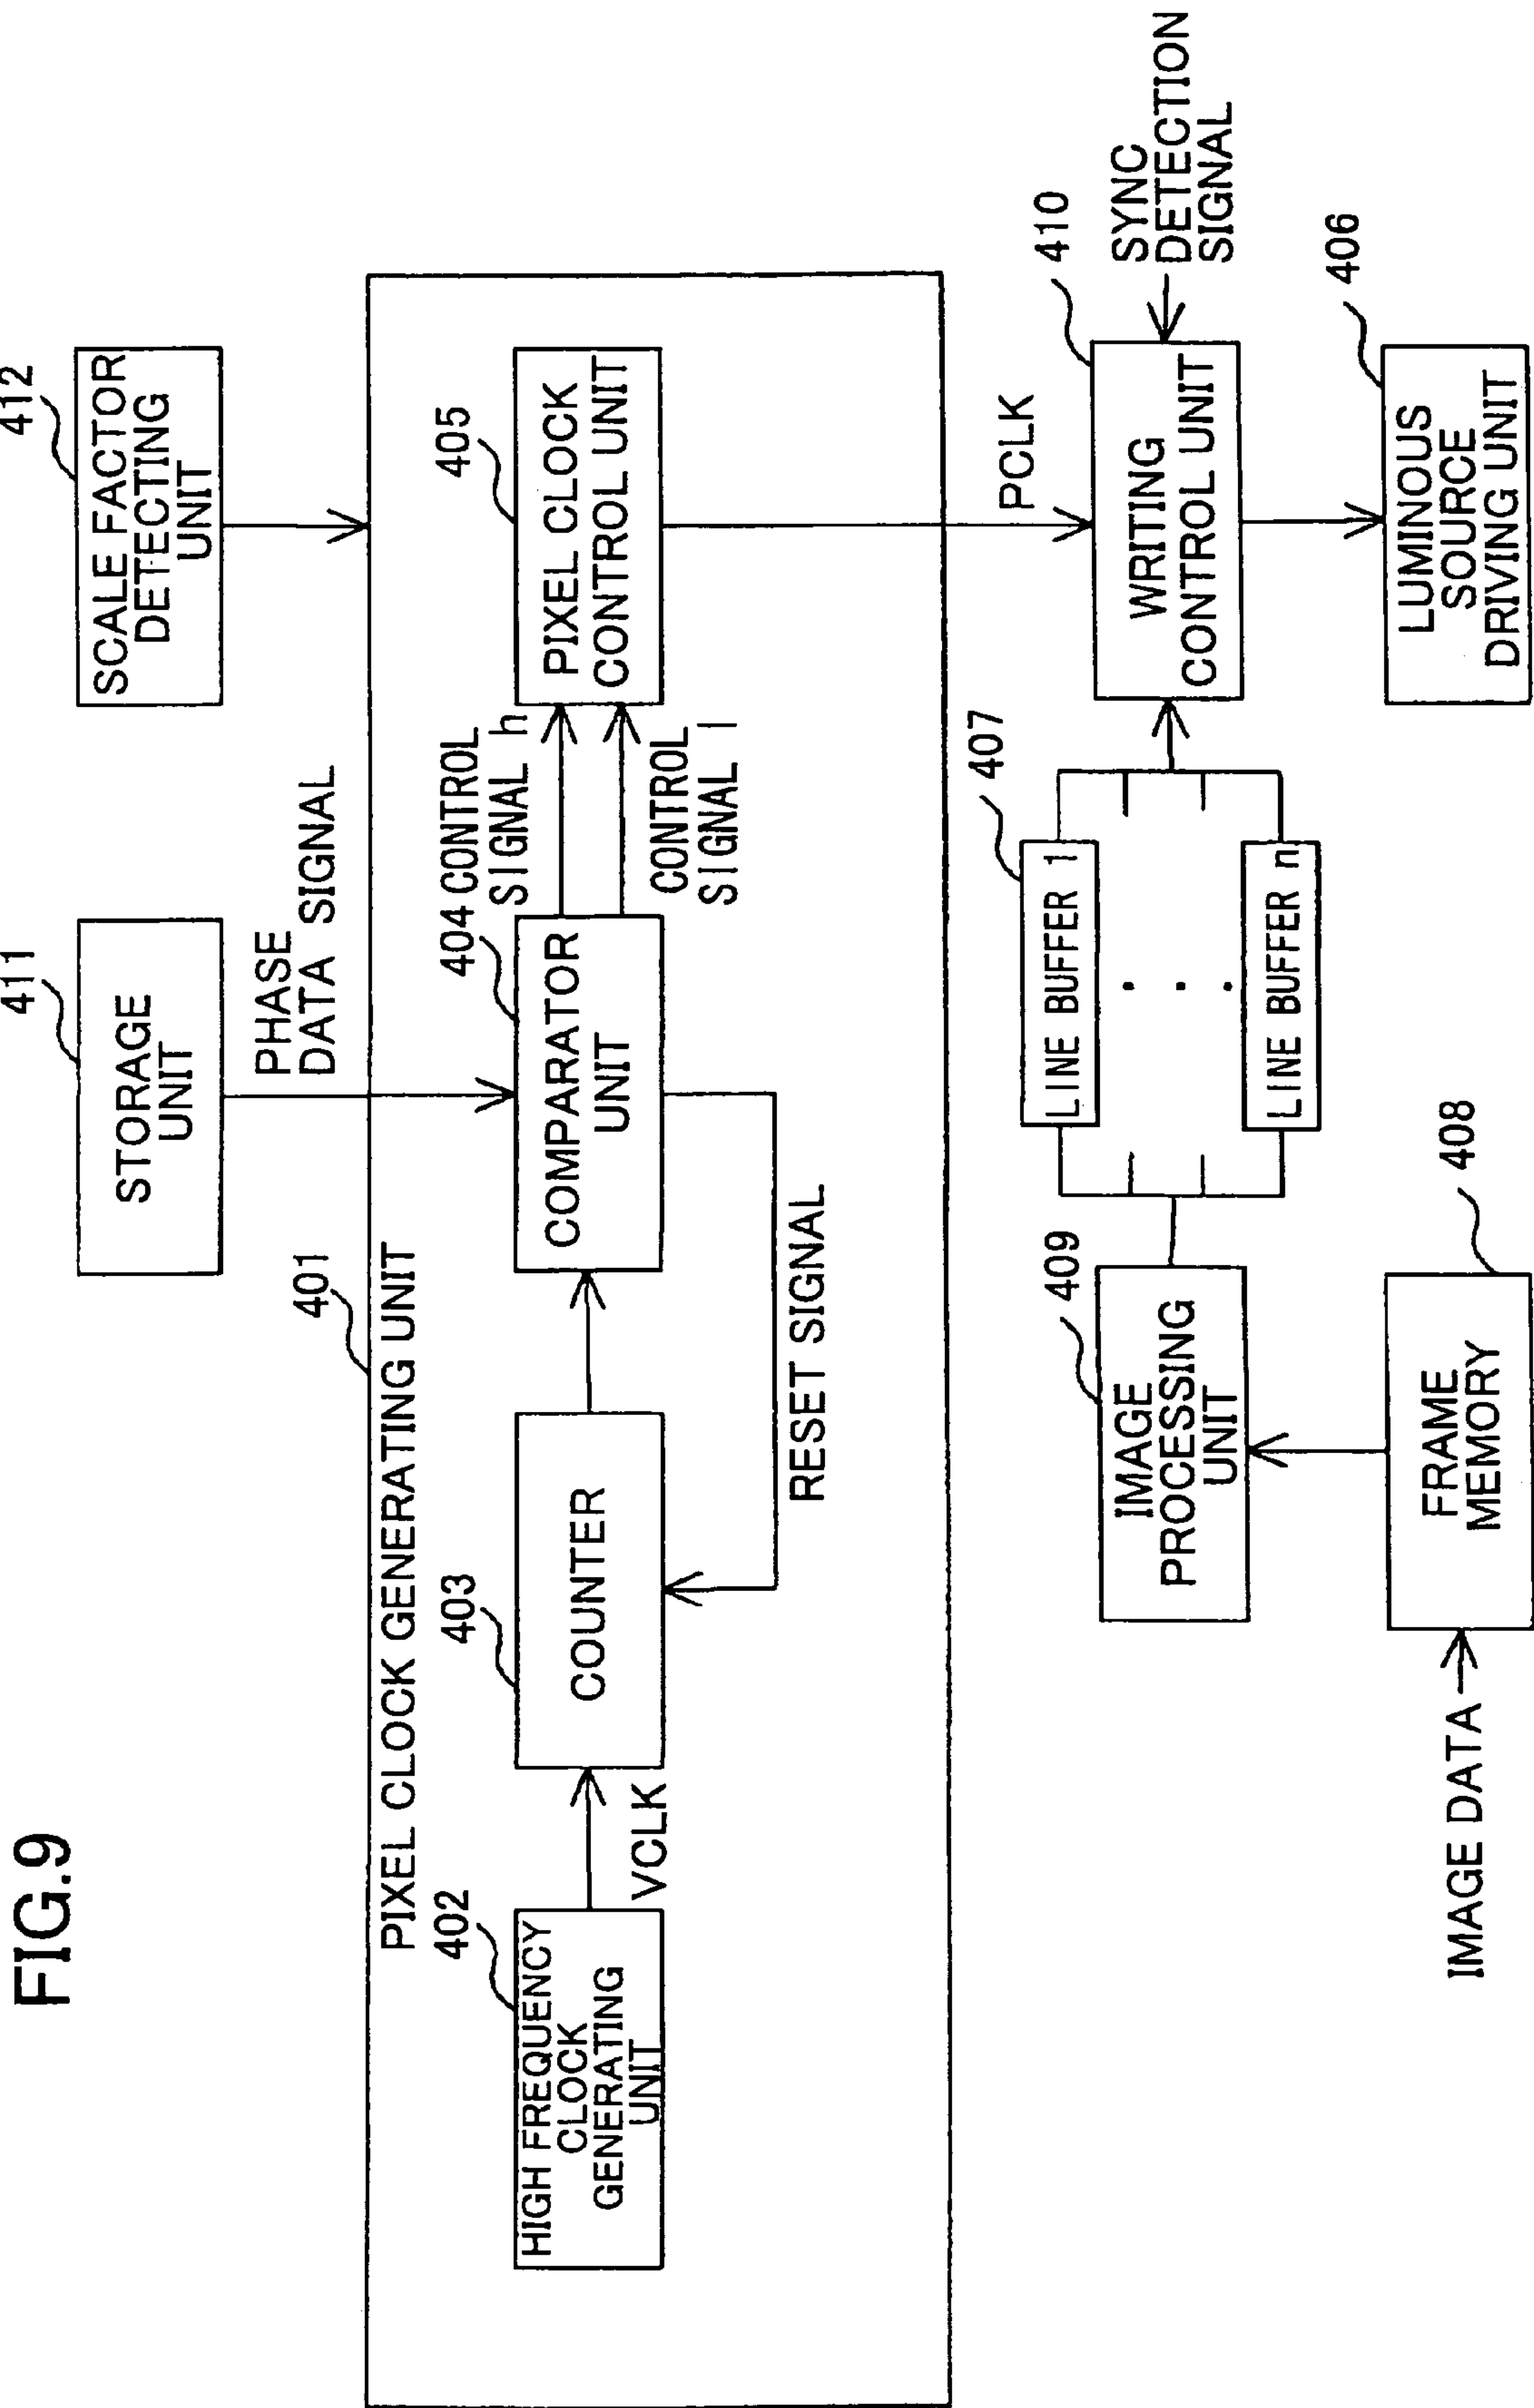 FIG.9
411
STORAGE
UNIT
412
SCALE FACTOR
DETECTING
UNIT
PHASE
DATA SIGNAL
401
PIXEL CLOCK GENERATING UNIT
402
HIGH FREQUENCY
CLOCK
GENERATING
UNIT
VCLK
403
COUNTER
404
COMPARATOR
UNIT
CONTROL
SIGNAL h
CONTROL
SIGNAL l
405
PIXEL CLOCK
CONTROL UNIT
RESET SIGNAL
PCLK
409
IMAGE
PROCESSING
UNIT
407
LINE BUFFER 1
LINE BUFFER n
410
WRITING
CONTROL UNIT
SYNC
DETECTION
SIGNAL
IMAGE DATA
408
FRAME
MEMORY
406
LUMINOUS
SOURCE
DRIVING UNIT